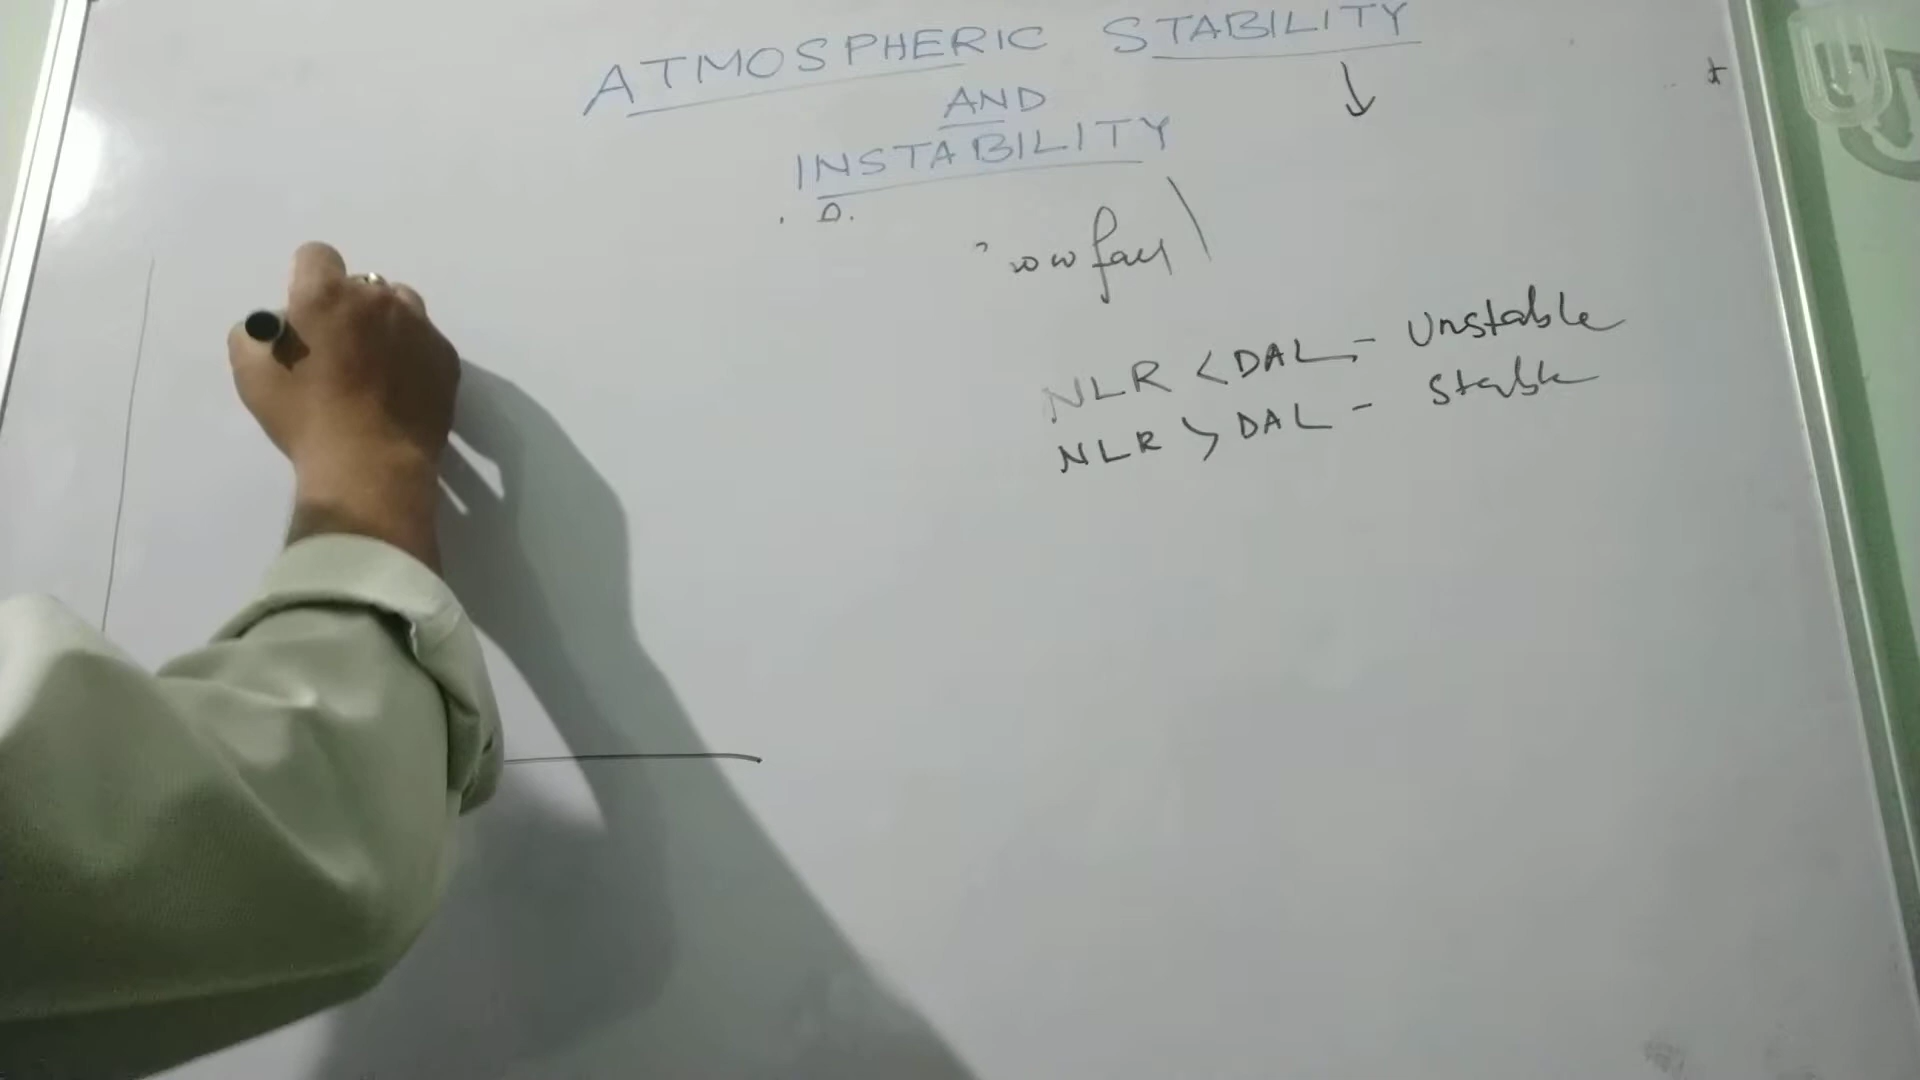 ATMOSPHERIC STABILITY
AND
INSTABILITY
D.
NLR < DAL - Unstable
NLR > DAL - Stable